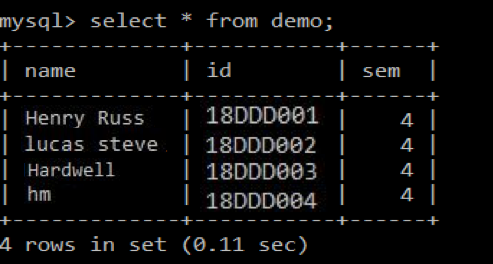 mysql> select * from demo;
+--------------+-----------+------+
| name | id | sem |
+--------------+-----------+------+
| Henry Russ | 18DDD001 | 4 |
| lucas steve | 18DDD002 | 4 |
| Hardwell | 18DDD003 | 4 |
| hm | 18DDD004 | 4 |
+--------------+-----------+------+
4 rows in set (0.11 sec)